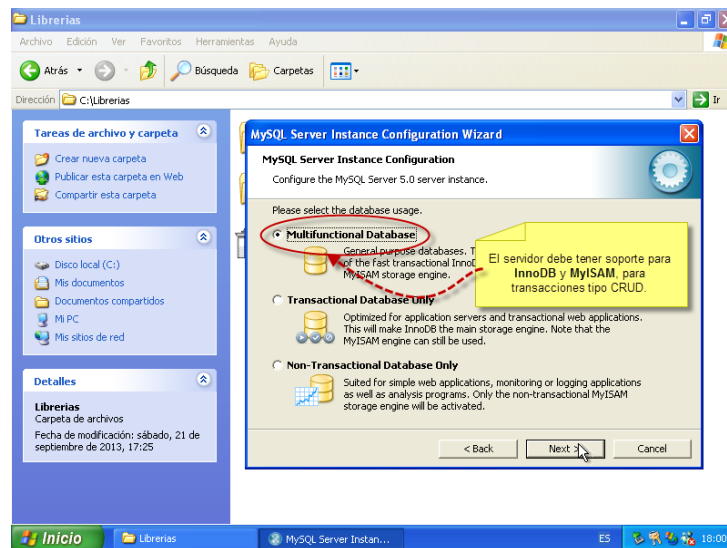 Librerias
Archivo Edición Ver Favoritos Herramientas Ayuda
Atrás Búsqueda Carpetas
Dirección C:\Librerias Ir
Tareas de archivo y carpeta
Crear nueva carpeta
Publicar esta carpeta en Web
Compartir esta carpeta
Otros sitios
Disco local (C:)
Mis documentos
Documentos compartidos
Mi PC
Mis sitios de red
Detalles
Librerias
Carpeta de archivos
Fecha de modificación: sábado, 21 de
septiembre de 2013, 17:25
MySQL Server Instance Configuration Wizard
MySQL Server Instance Configuration
Configure the MySQL Server 5.0 server instance.
Please select the database usage.
Multifunctional Database
General purpose databases. T
of the fast transactional InnoD
MyISAM storage engine.
El servidor debe tener soporte para
InnoDB y MyISAM, para
transacciones tipo CRUD.
Transactional Database Only
Optimized for application servers and transactional web applications.
This will make InnoDB the main storage engine. Note that the
MyISAM engine can still be used.
Non-Transactional Database Only
Suited for simple web applications, monitoring or logging applications
as well as analysis programs. Only the non-transactional MyISAM
storage engine will be activated.
< Back Next > Cancel
Inicio Librerias MySQL Server Instan... ES 18:00